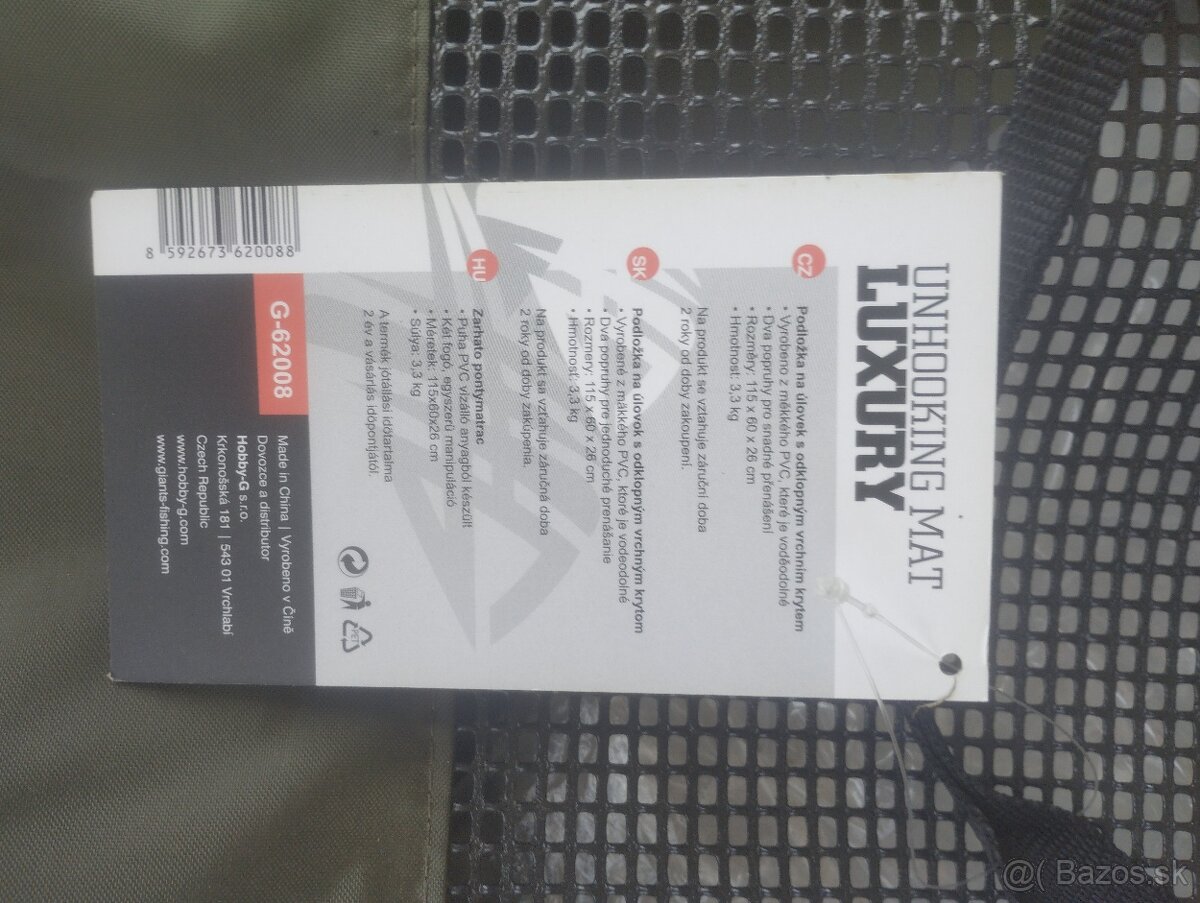 UNHOOKING MAT
LUXURY
CZ
Podložka na úlovek s odklopným vrchním krytem
• Vyrobeno z měkkého PVC, které je voděodolné
• Dva popruhy pro snadné přenášení
• Rozměry: 115 x 60 x 26 cm
• Hmotnost: 3,3 kg
Na produkt se vztahuje záruční doba
2 roky od doby zakoupení.
SK
Podložka na úlovok s odklopným vrchným krytom
• Vyrobené z mäkkého PVC, ktoré je vodeodolné
• Dva popruhy pre jednoduché prenášanie
• Rozmery: 115 x 60 x 26 cm
• Hmotnosť: 3,3 kg
Na produkt sa vzťahuje záručná doba
2 roky od doby zakúpenia.
HU
Zárható pontymatrac
• Puha PVC vízálló anyagból készült
• Két fogó, egyszerű manipuláció
• Méretek: 115x60x26 cm
• Súlya: 3,3 kg
A termék jótállási időtartalma
2 év a vásárlás időpontjától.
PET
G-62008
8 592673 620088
Made in China | Vyrobeno v Číně
Dovozce a distributor
Hobby-G s.r.o.
Krkonošská 181 | 543 01 Vrchlabí
Czech Republic
www.hobby-g.com
www.giants-fishing.com
@( Bazos.sk